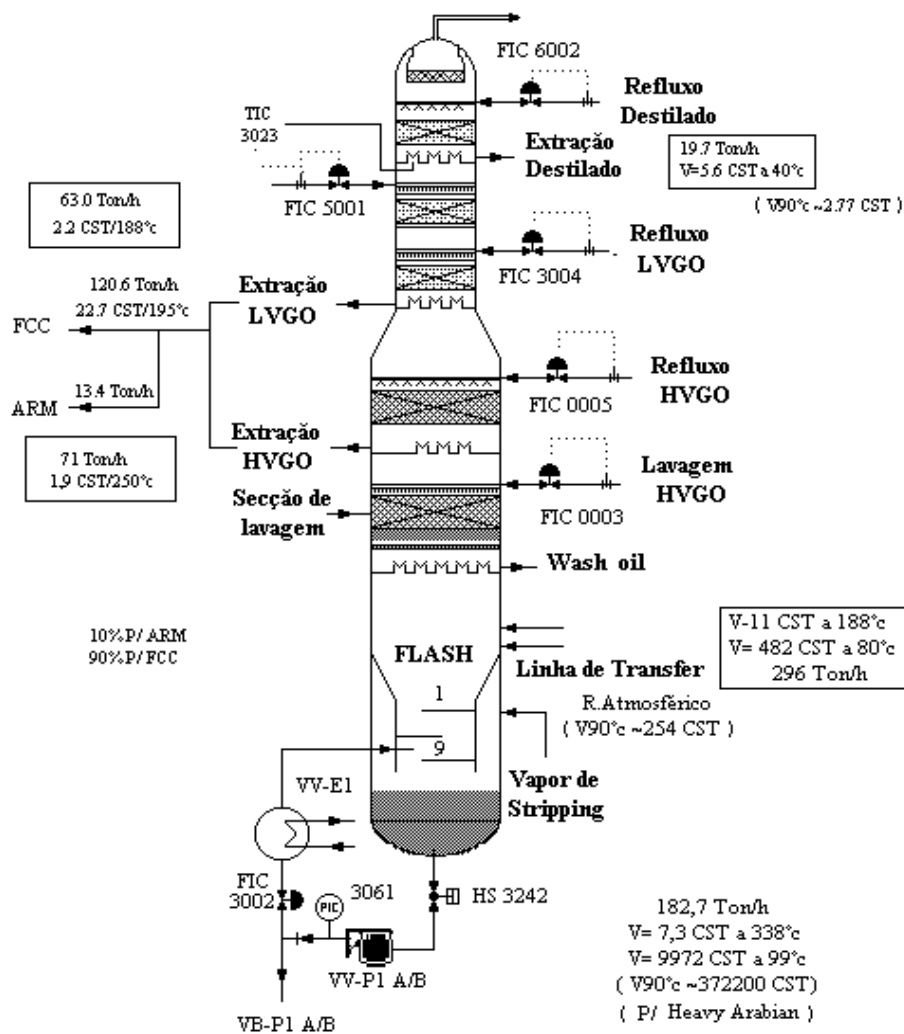 FIC 6002
Refluxo
Destilado
TIC
3023
Extração
Destilado
19.7 Ton/h
V=5.6 CST a 40°c
( V90°c ~2.77 CST )
FIC 5001
63.0 Ton/h
2.2 CST/188°c
Refluxo
LVGO
FIC 3004
120.6 Ton/h
22.7 CST/195°c
Extração
LVGO
FCC
13.4 Ton/h
ARM
Refluxo
HVGO
FIC 0005
Extração
HVGO
71 Ton/h
1,9 CST/250°c
Lavagem
HVGO
FIC 0003
Secção de
lavagem
Wash oil
10%P/ ARM
90%P/ FCC
FLASH
V-11 CST a 188°c
V= 482 CST a 80°c
296 Ton/h
Linha de Transfer
R.Atmosférico
( V90°c ~254 CST )
1
9
Vapor de
Stripping
VV-E1
FIC
3002
3061
PIC
HS 3242
VV-P1 A/B
VB-P1 A/B
182,7 Ton/h
V= 7,3 CST a 338°c
V= 9972 CST a 99°c
( V90°c ~372200 CST)
( P/ Heavy Arabian )